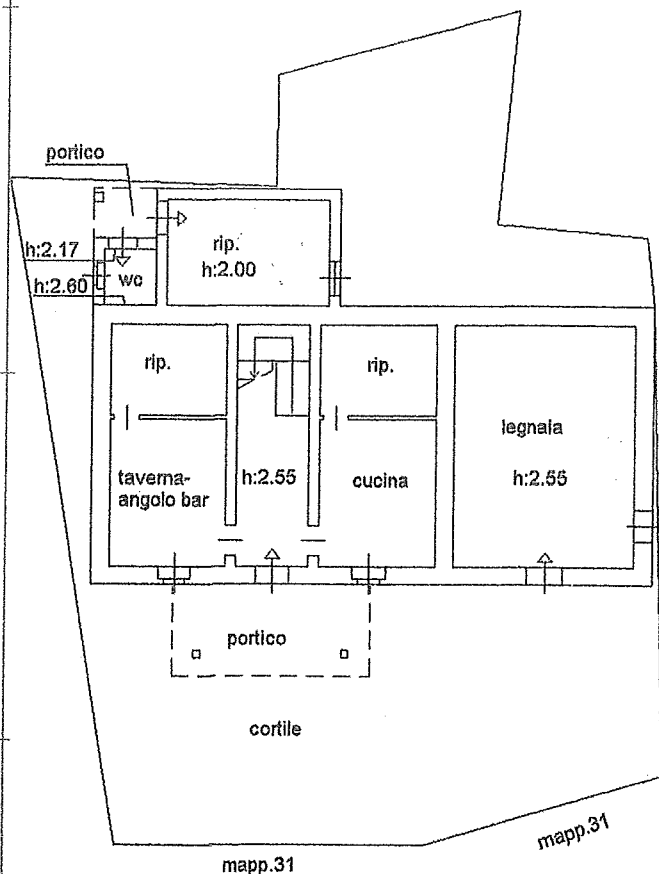 portico
h:2.17
wc
h:2.60
rip.
h:2.00
rip.
rip.
legnaia
taverna-
angolo bar
h:2.55
cucina
h:2.55
portico
cortile
mapp.31
mapp.31